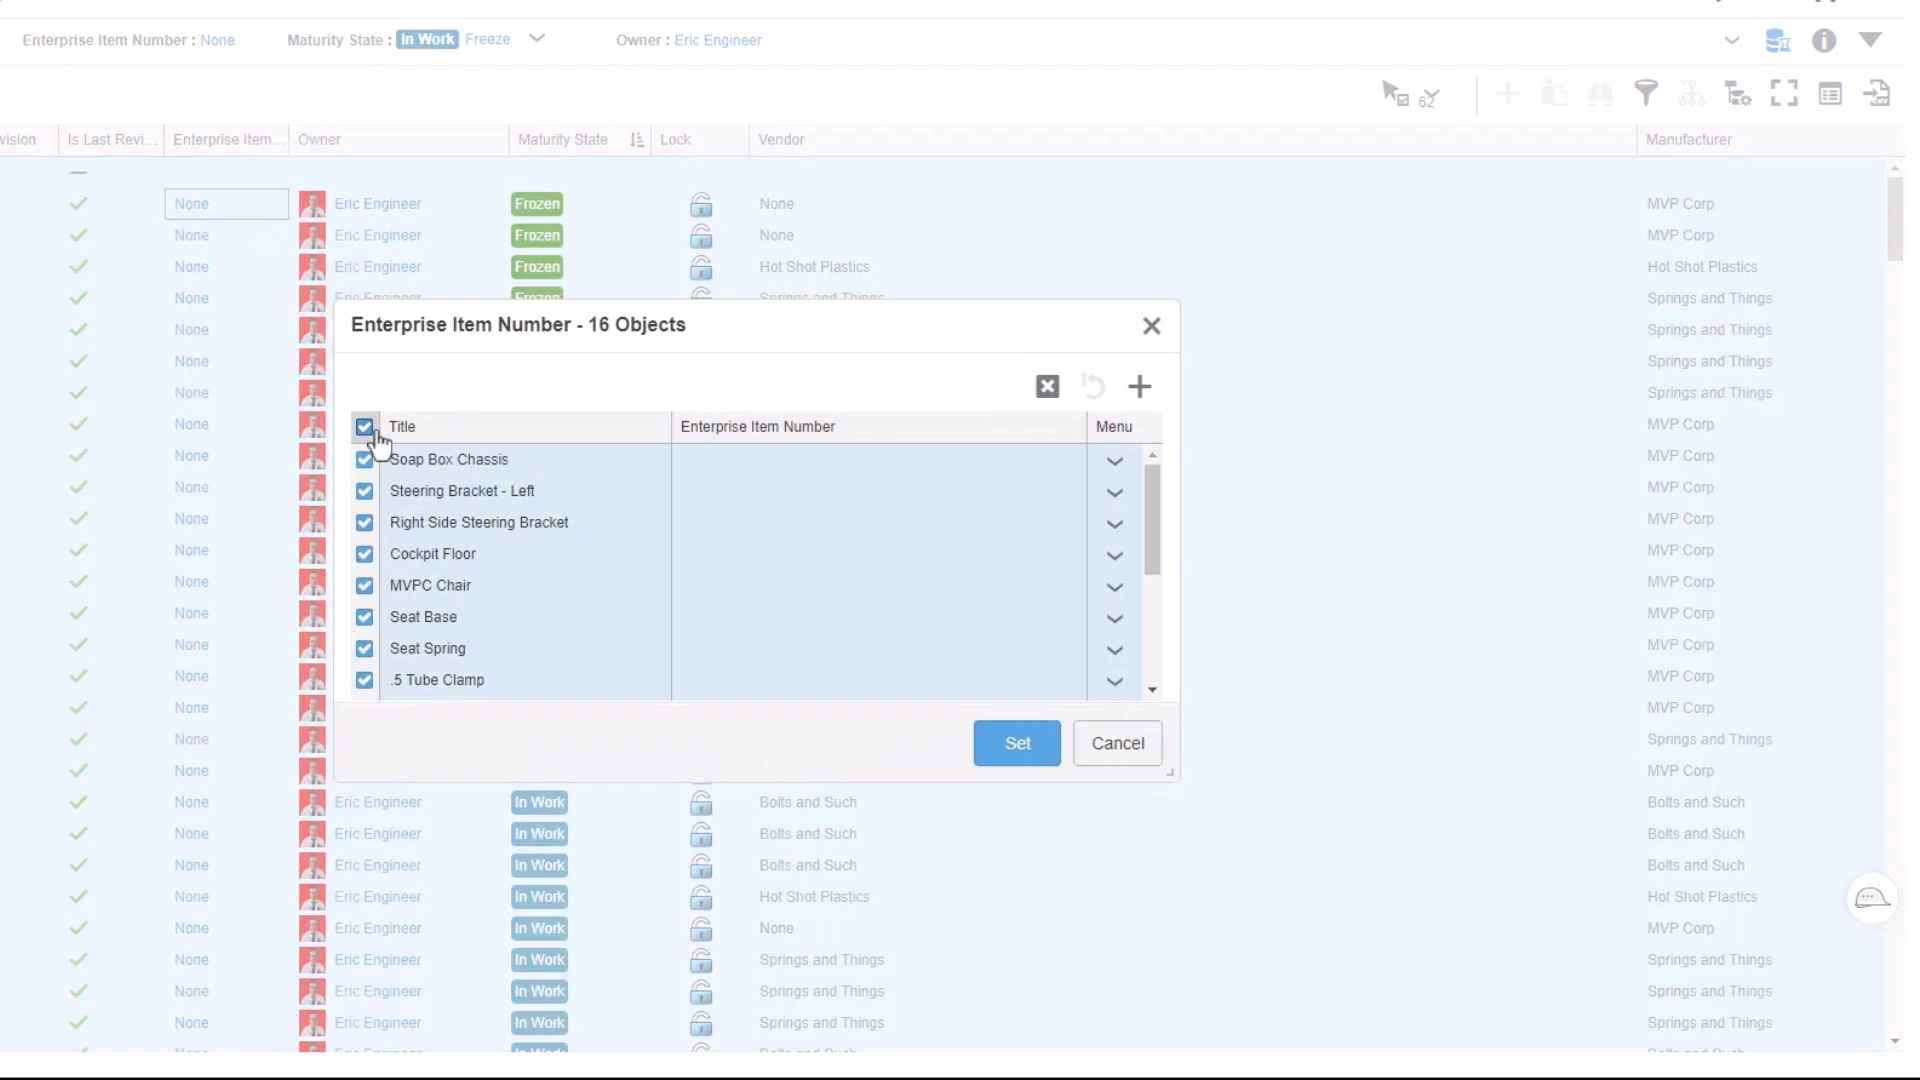 Enterprise Item Number : None Maturity State : In Work Freeze Owner : Eric Engineer
62
vision Is Last Revi... Enterprise Item... Owner Maturity State Lock Vendor Manufacturer
None Eric Engineer Frozen None MVP Corp
None Eric Engineer Frozen None MVP Corp
None Eric Engineer Frozen Hot Shot Plastics Hot Shot Plastics
None Eric Engineer Frozen Springs and Things Springs and Things
None Springs and Things
None Springs and Things
None Springs and Things
None MVP Corp
None MVP Corp
None MVP Corp
None MVP Corp
None MVP Corp
None MVP Corp
None MVP Corp
None MVP Corp
None MVP Corp
None MVP Corp
None Springs and Things
None MVP Corp
Enterprise Item Number - 16 Objects
Title Enterprise Item Number Menu
Soap Box Chassis
Steering Bracket - Left
Right Side Steering Bracket
Cockpit Floor
MVPC Chair
Seat Base
Seat Spring
.5 Tube Clamp
Set Cancel
None Eric Engineer In Work Bolts and Such Bolts and Such
None Eric Engineer In Work Bolts and Such Bolts and Such
None Eric Engineer In Work Bolts and Such Bolts and Such
None Eric Engineer In Work Hot Shot Plastics Hot Shot Plastics
None Eric Engineer In Work None MVP Corp
None Eric Engineer In Work Springs and Things Springs and Things
None Eric Engineer In Work Springs and Things Springs and Things
None Eric Engineer In Work Springs and Things Springs and Things